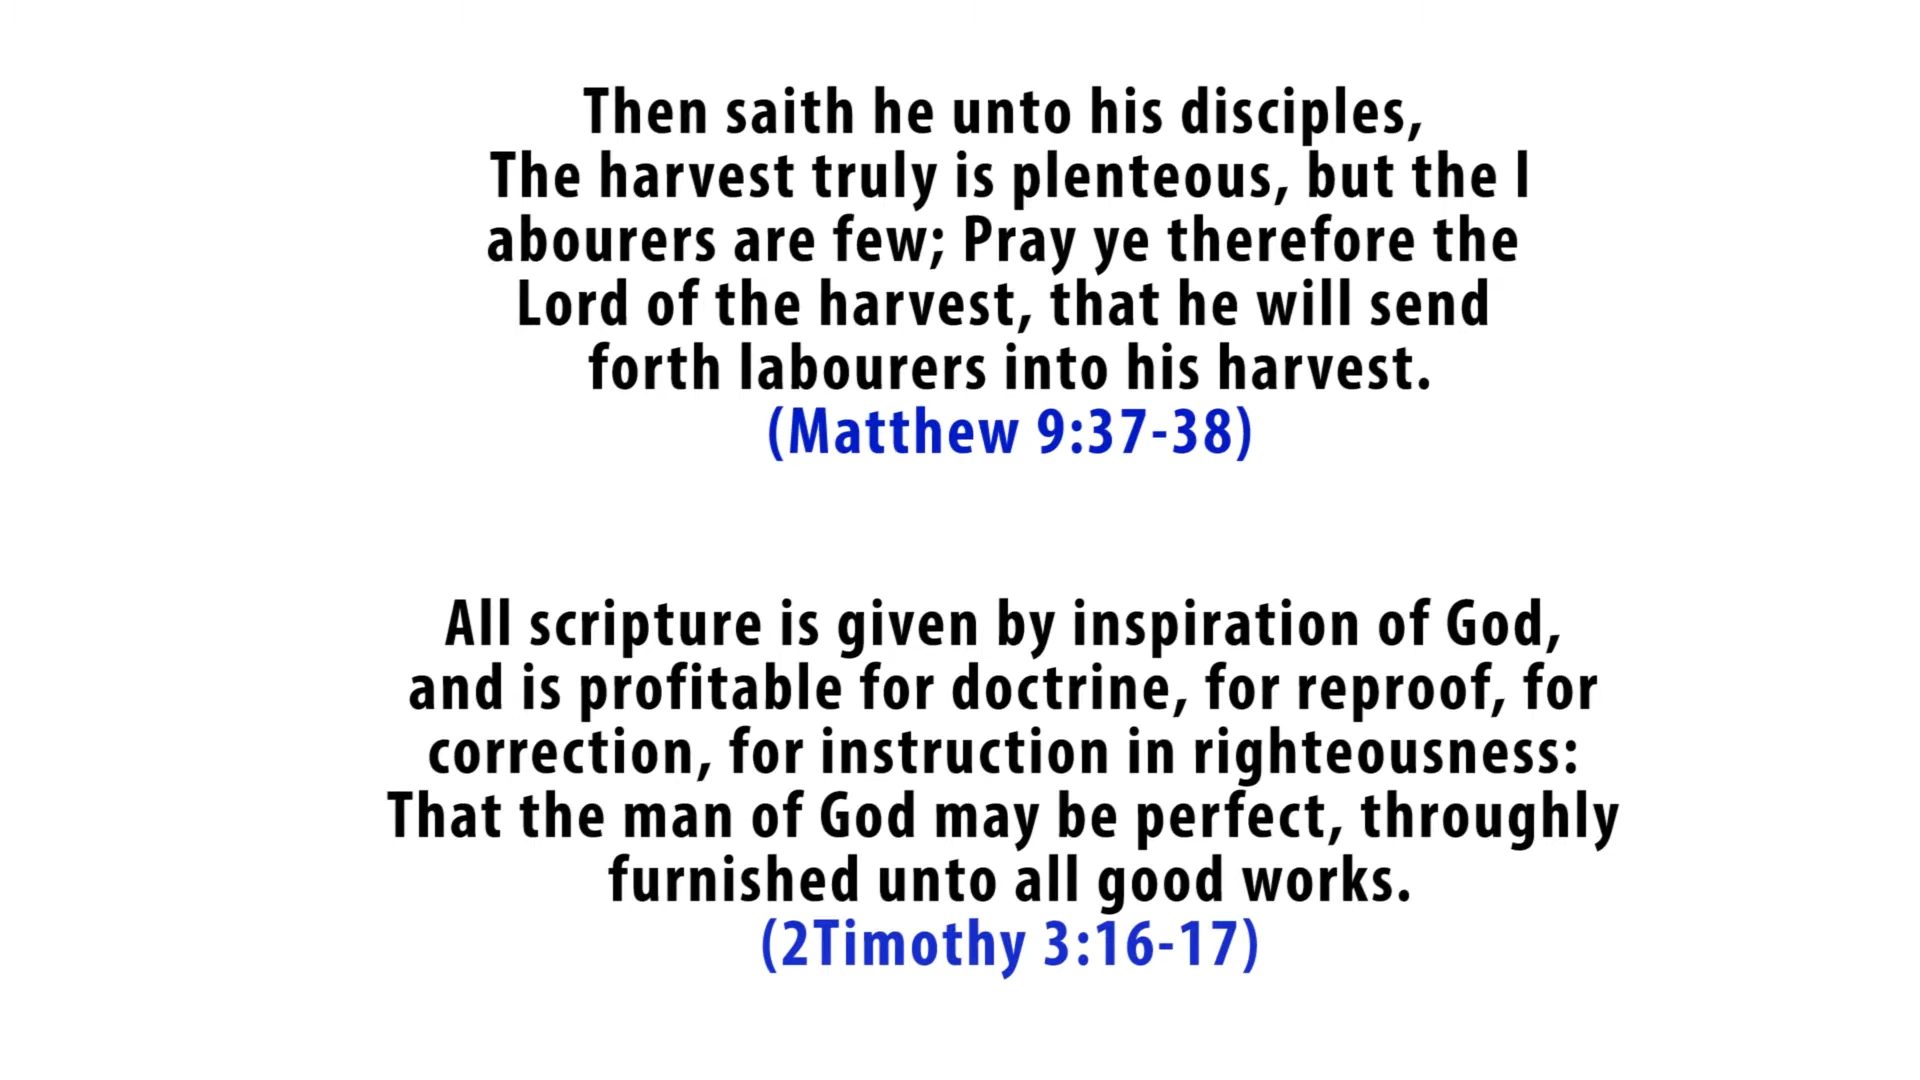 Then saith he unto his disciples,
The harvest truly is plenteous, but the l
abourers are few; Pray ye therefore the
Lord of the harvest, that he will send
forth labourers into his harvest.
(Matthew 9:37-38)
All scripture is given by inspiration of God,
and is profitable for doctrine, for reproof, for
correction, for instruction in righteousness:
That the man of God may be perfect, throughly
furnished unto all good works.
(2Timothy 3:16-17)